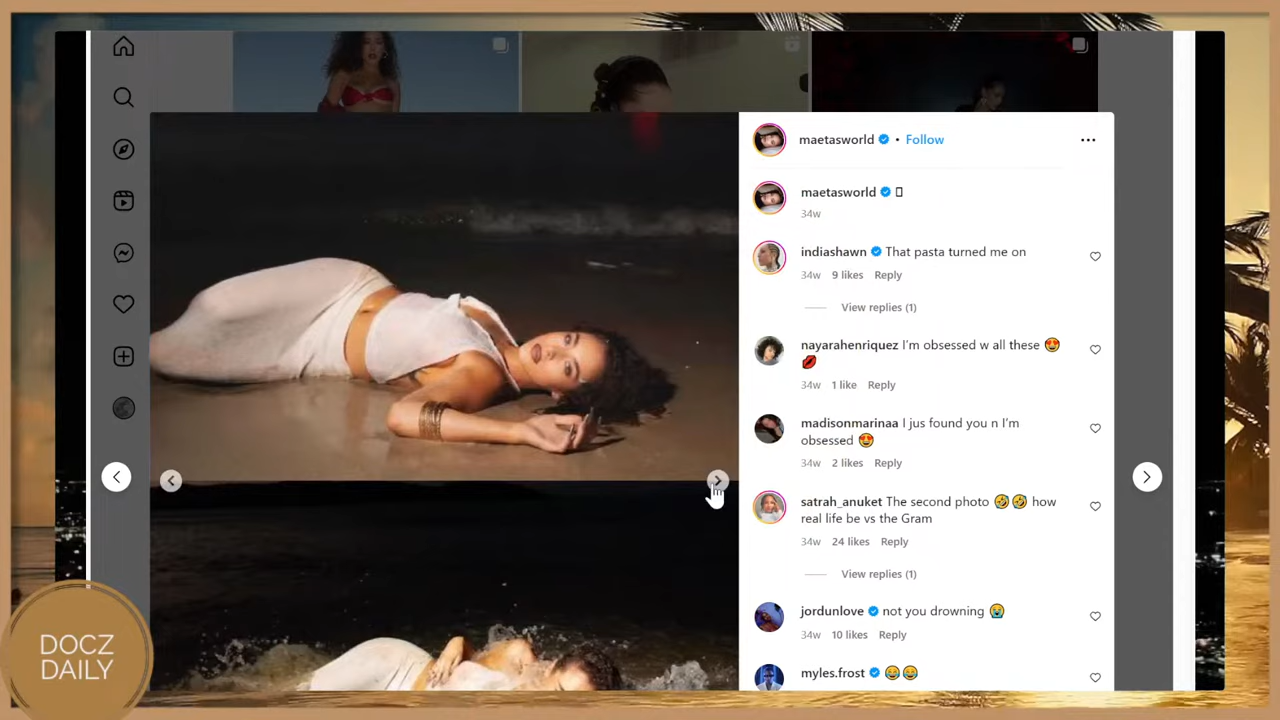 maetasworld • Follow
maetasworld
34w
indiashawn That pasta turned me on
34w 9 likes Reply
View replies (1)
nayarahenriquez I'm obsessed w all these 😍
💋
34w 1 like Reply
madisonmarinaa I jus found you n I'm
obsessed 😍
34w 2 likes Reply
satrah_anuket The second photo 🤣🤣 how
real life be vs the Gram
34w 24 likes Reply
View replies (1)
jordunlove not you drowning 😭
34w 10 likes Reply
myles.frost 😂😂
DOCZ
DAILY